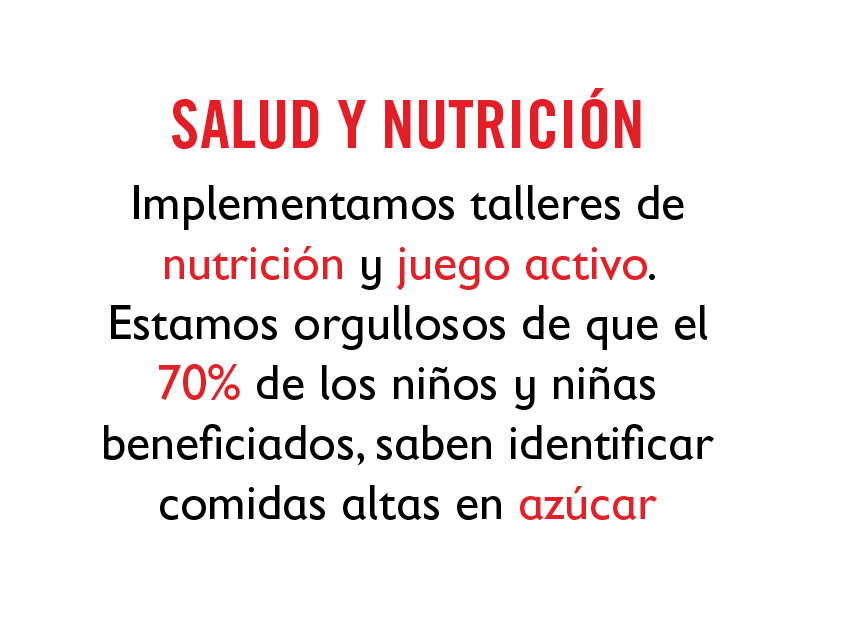 SALUD Y NUTRICIÓN
Implementamos talleres de
nutrición y juego activo.
Estamos orgullosos de que el
70% de los niños y niñas
beneficiados, saben identificar
comidas altas en azúcar